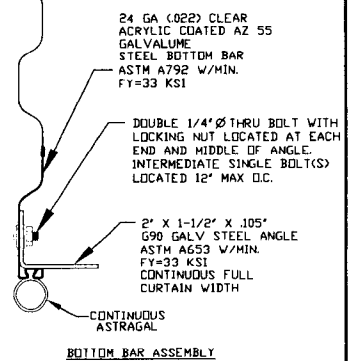 24 GA (.022) CLEAR
ACRYLIC COATED AZ 55
GALVALUME
STEEL BOTTOM BAR
ASTM A792 W/MIN.
FY=33 KSI
DOUBLE 1/4"Ø THRU BOLT WITH
LOCKING NUT LOCATED AT EACH
END AND MIDDLE OF ANGLE.
INTERMEDIATE SINGLE BOLT(S)
LOCATED 12" MAX O.C.
2" X 1-1/2" X .105"
G90 GALV STEEL ANGLE
ASTM A653 W/MIN.
FY=33 KSI
CONTINUOUS FULL
CURTAIN WIDTH
CONTINUOUS
ASTRAGAL
BOTTOM BAR ASSEMBLY